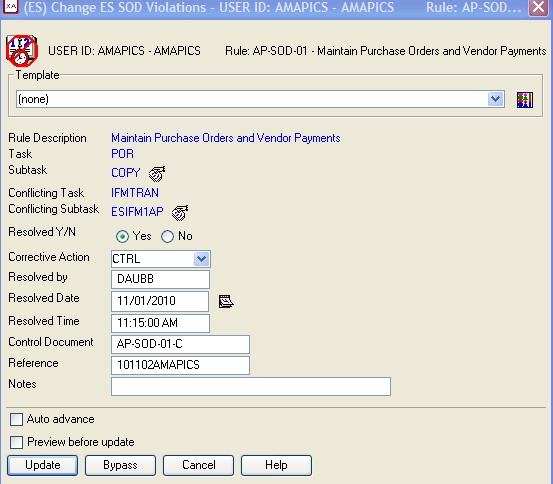 XA (ES) Change ES SOD Violations - USER ID: AMAPICS - AMAPICS Rule: AP-SOD...
USER ID: AMAPICS - AMAPICS Rule: AP-SOD-01 - Maintain Purchase Orders and Vendor Payments
Template
(none)
Rule Description Maintain Purchase Orders and Vendor Payments
Task POR
Subtask COPY
Conflicting Task IFMTRAN
Conflicting Subtask ESIFM1AP
Resolved Y/N Yes No
Corrective Action CTRL
Resolved by DAUBB
Resolved Date 11/01/2010
Resolved Time 11:15:00 AM
Control Document AP-SOD-01-C
Reference 101102AMAPICS
Notes
Auto advance
Preview before update
Update Bypass Cancel Help